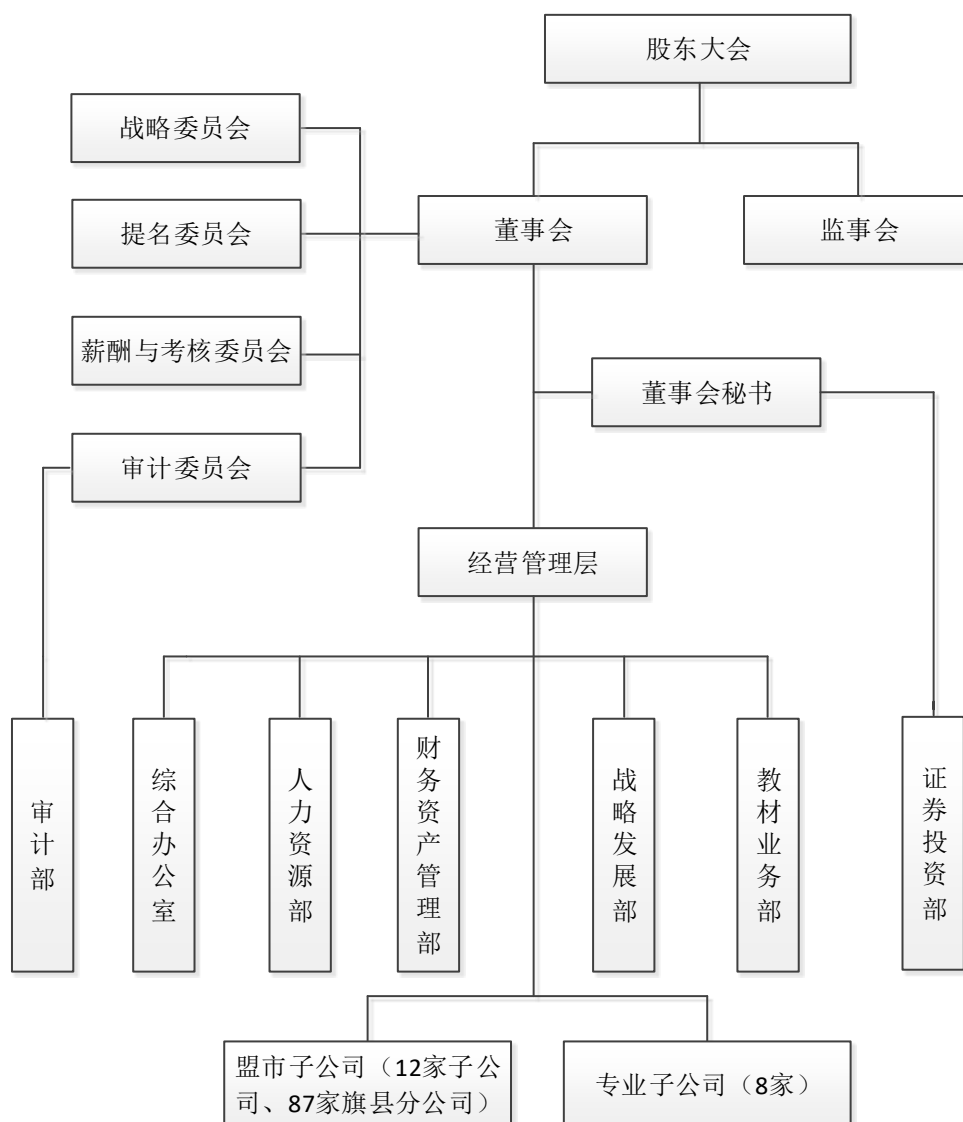 股东大会
战略委员会
提名委员会
董事会
监事会
薪酬与考核委员会
董事会秘书
审计委员会
经营管理层
审计部
综合办公室
人力资源部
财务资产管理部
战略发展部
教材业务部
证券投资部
盟市子公司（12家子公
司、87家旗县分公司）
专业子公司（8家）